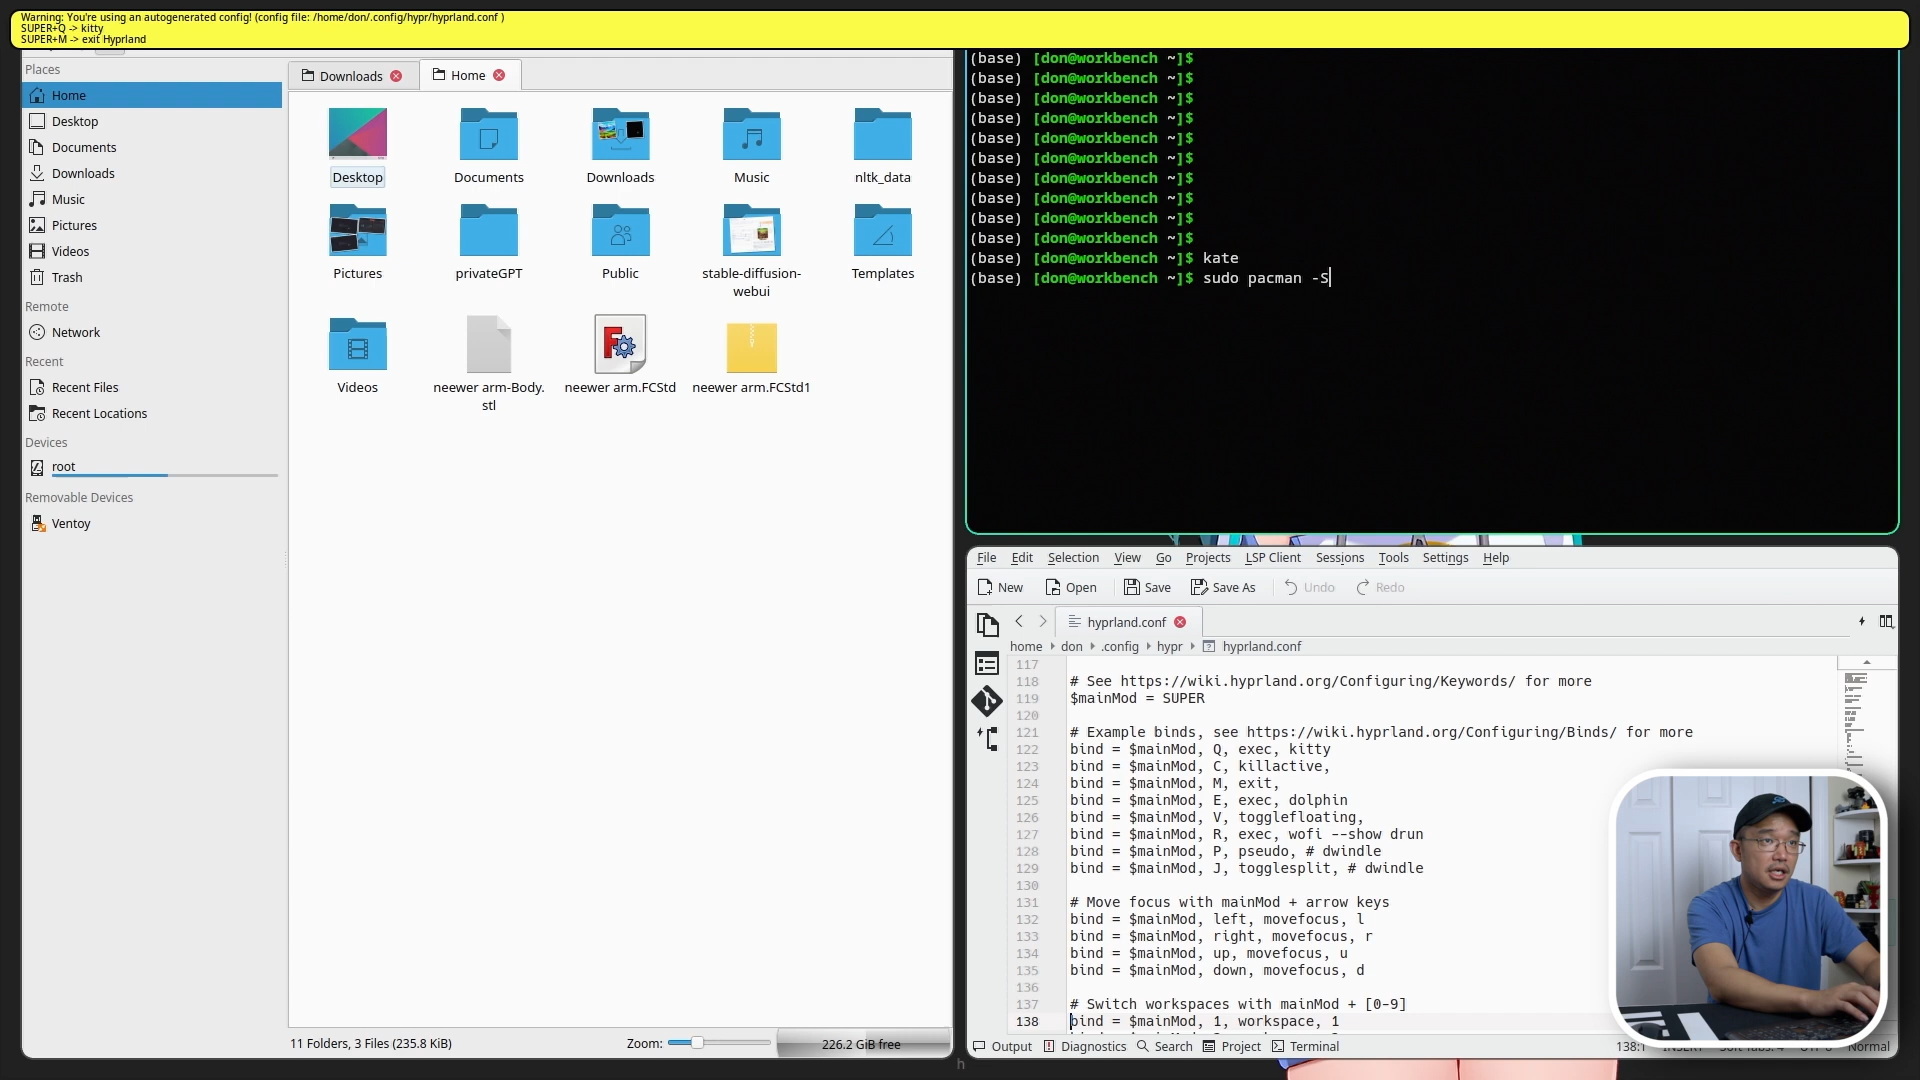 Warning: You're using an autogenerated config! (config file: /home/don/.config/hypr/hyprland.conf )
SUPER+Q -> kitty
SUPER+M -> exit Hyprland
Places
Home
Desktop
Documents
Downloads
Music
Pictures
Videos
Trash
Remote
Network
Recent
Recent Files
Recent Locations
Devices
root
Removable Devices
Ventoy
Downloads
Home
Desktop
Documents
Downloads
Music
nltk_data
Pictures
privateGPT
Public
stable-diffusion-
webui
Templates
Videos
neewer arm-Body.
stl
neewer arm.FCStd
neewer arm.FCStd1
11 Folders, 3 Files (235.8 KiB)
Zoom:
226.2 GiB free
(base) [don@workbench ~]$
(base) [don@workbench ~]$
(base) [don@workbench ~]$
(base) [don@workbench ~]$
(base) [don@workbench ~]$
(base) [don@workbench ~]$
(base) [don@workbench ~]$
(base) [don@workbench ~]$
(base) [don@workbench ~]$
(base) [don@workbench ~]$
(base) [don@workbench ~]$ kate
(base) [don@workbench ~]$ sudo pacman -S
File Edit Selection View Go Projects LSP Client Sessions Tools Settings Help
New Open Save Save As Undo Redo
hyprland.conf
home don .config hypr hyprland.conf
117
118 # See https://wiki.hyprland.org/Configuring/Keywords/ for more
119 $mainMod = SUPER
120
121 # Example binds, see https://wiki.hyprland.org/Configuring/Binds/ for more
122 bind = $mainMod, Q, exec, kitty
123 bind = $mainMod, C, killactive,
124 bind = $mainMod, M, exit,
125 bind = $mainMod, E, exec, dolphin
126 bind = $mainMod, V, togglefloating,
127 bind = $mainMod, R, exec, wofi --show drun
128 bind = $mainMod, P, pseudo, # dwindle
129 bind = $mainMod, J, togglesplit, # dwindle
130
131 # Move focus with mainMod + arrow keys
132 bind = $mainMod, left, movefocus, l
133 bind = $mainMod, right, movefocus, r
134 bind = $mainMod, up, movefocus, u
135 bind = $mainMod, down, movefocus, d
136
137 # Switch workspaces with mainMod + [0-9]
138 bind = $mainMod, 1, workspace, 1
Output Diagnostics Search Project Terminal
Normal